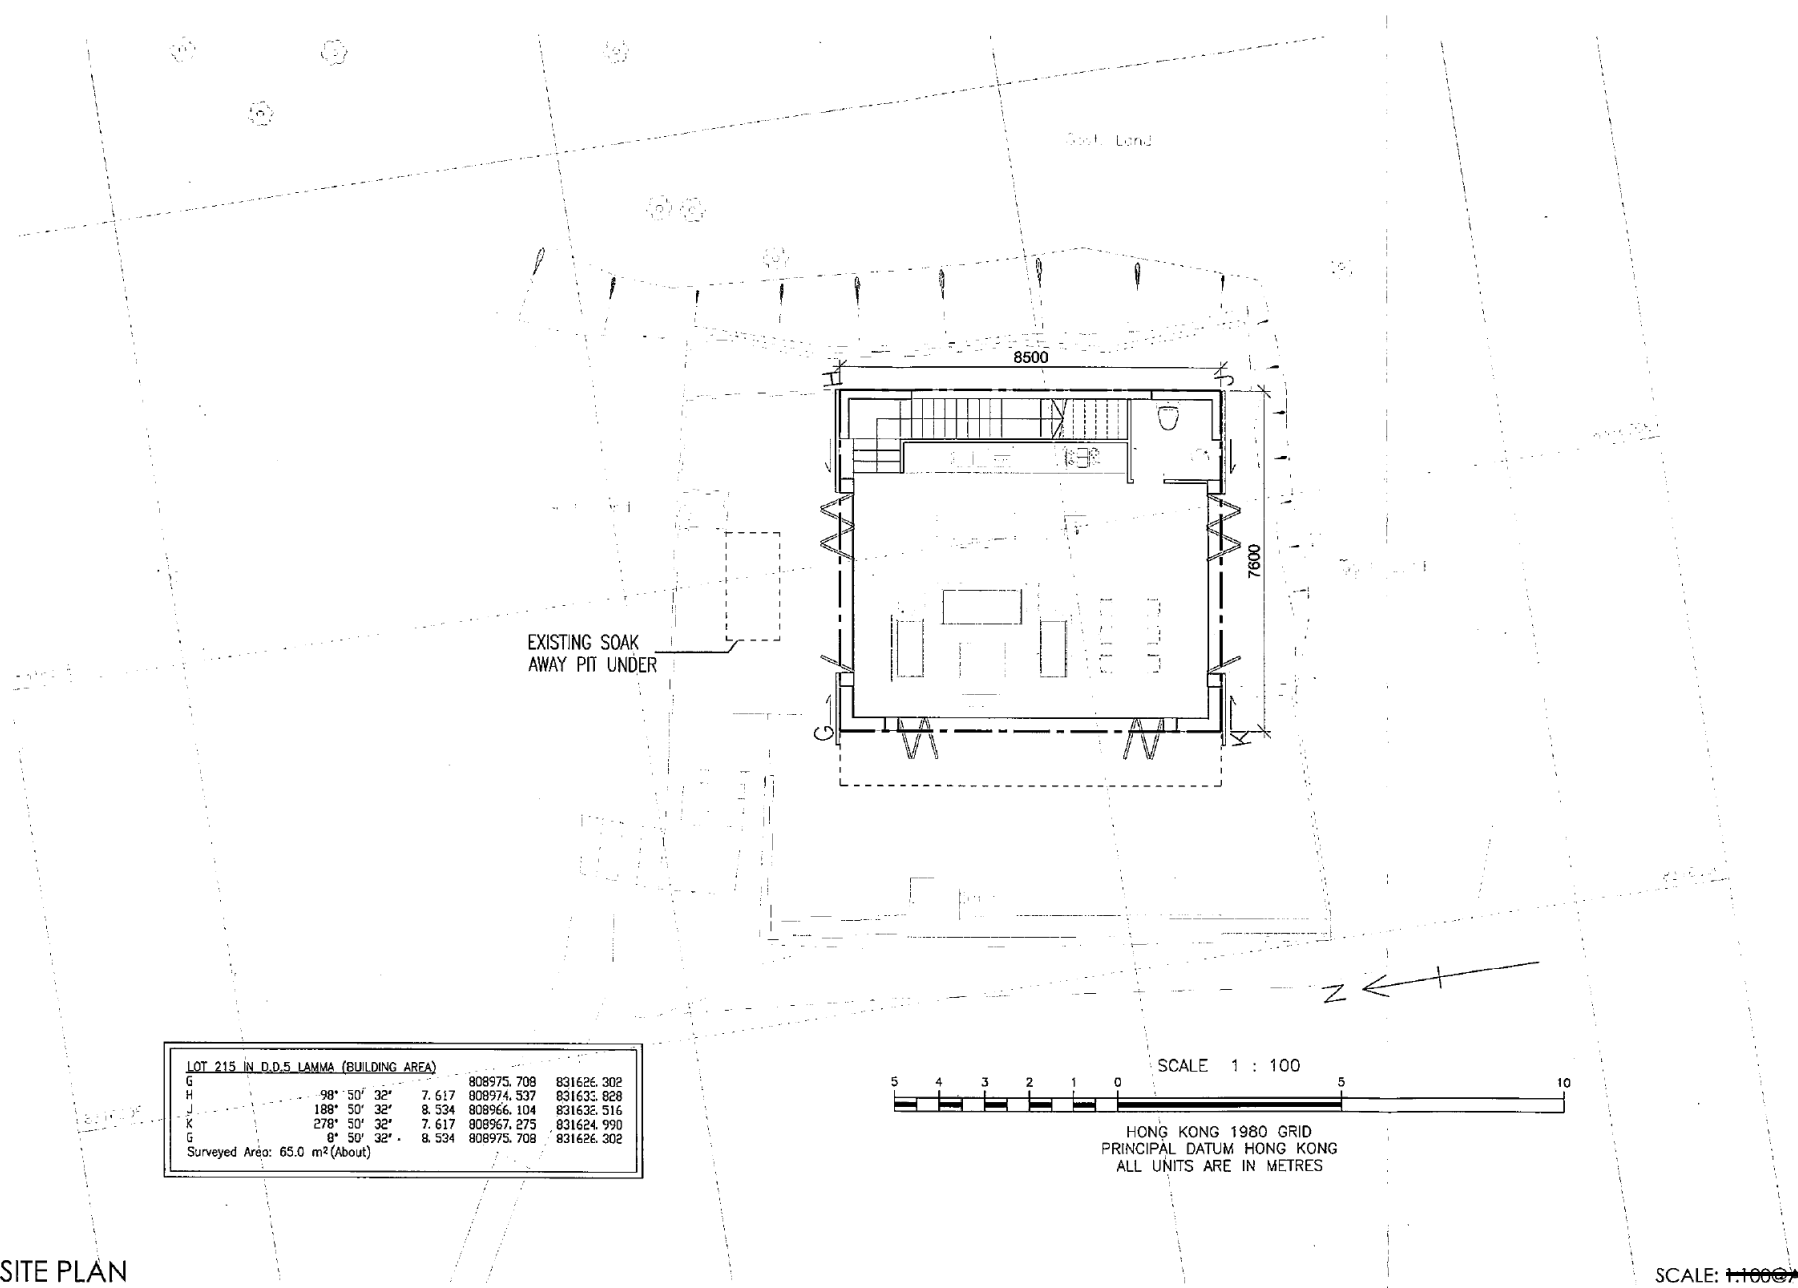 Govt. Land
8500
H
J
7600
EXISTING SOAK
AWAY PIT UNDER
G
K
N
LOT 215 IN D.D.5 LAMMA (BUILDING AREA)
G 808975.708 831626.302
H 98° 50' 32" 7.617 808974.537 831633.828
J 188° 50' 32" 8.534 808966.104 831632.516
K 278° 50' 32" 7.617 808967.275 831624.990
G 8° 50' 32" 8.534 808975.708 831626.302
Surveyed Area: 65.0 m² (About)
SCALE 1 : 100
5 4 3 2 1 0 5 10
HONG KONG 1980 GRID
PRINCIPAL DATUM HONG KONG
ALL UNITS ARE IN METRES
SITE PLAN
SCALE: 1:100@A